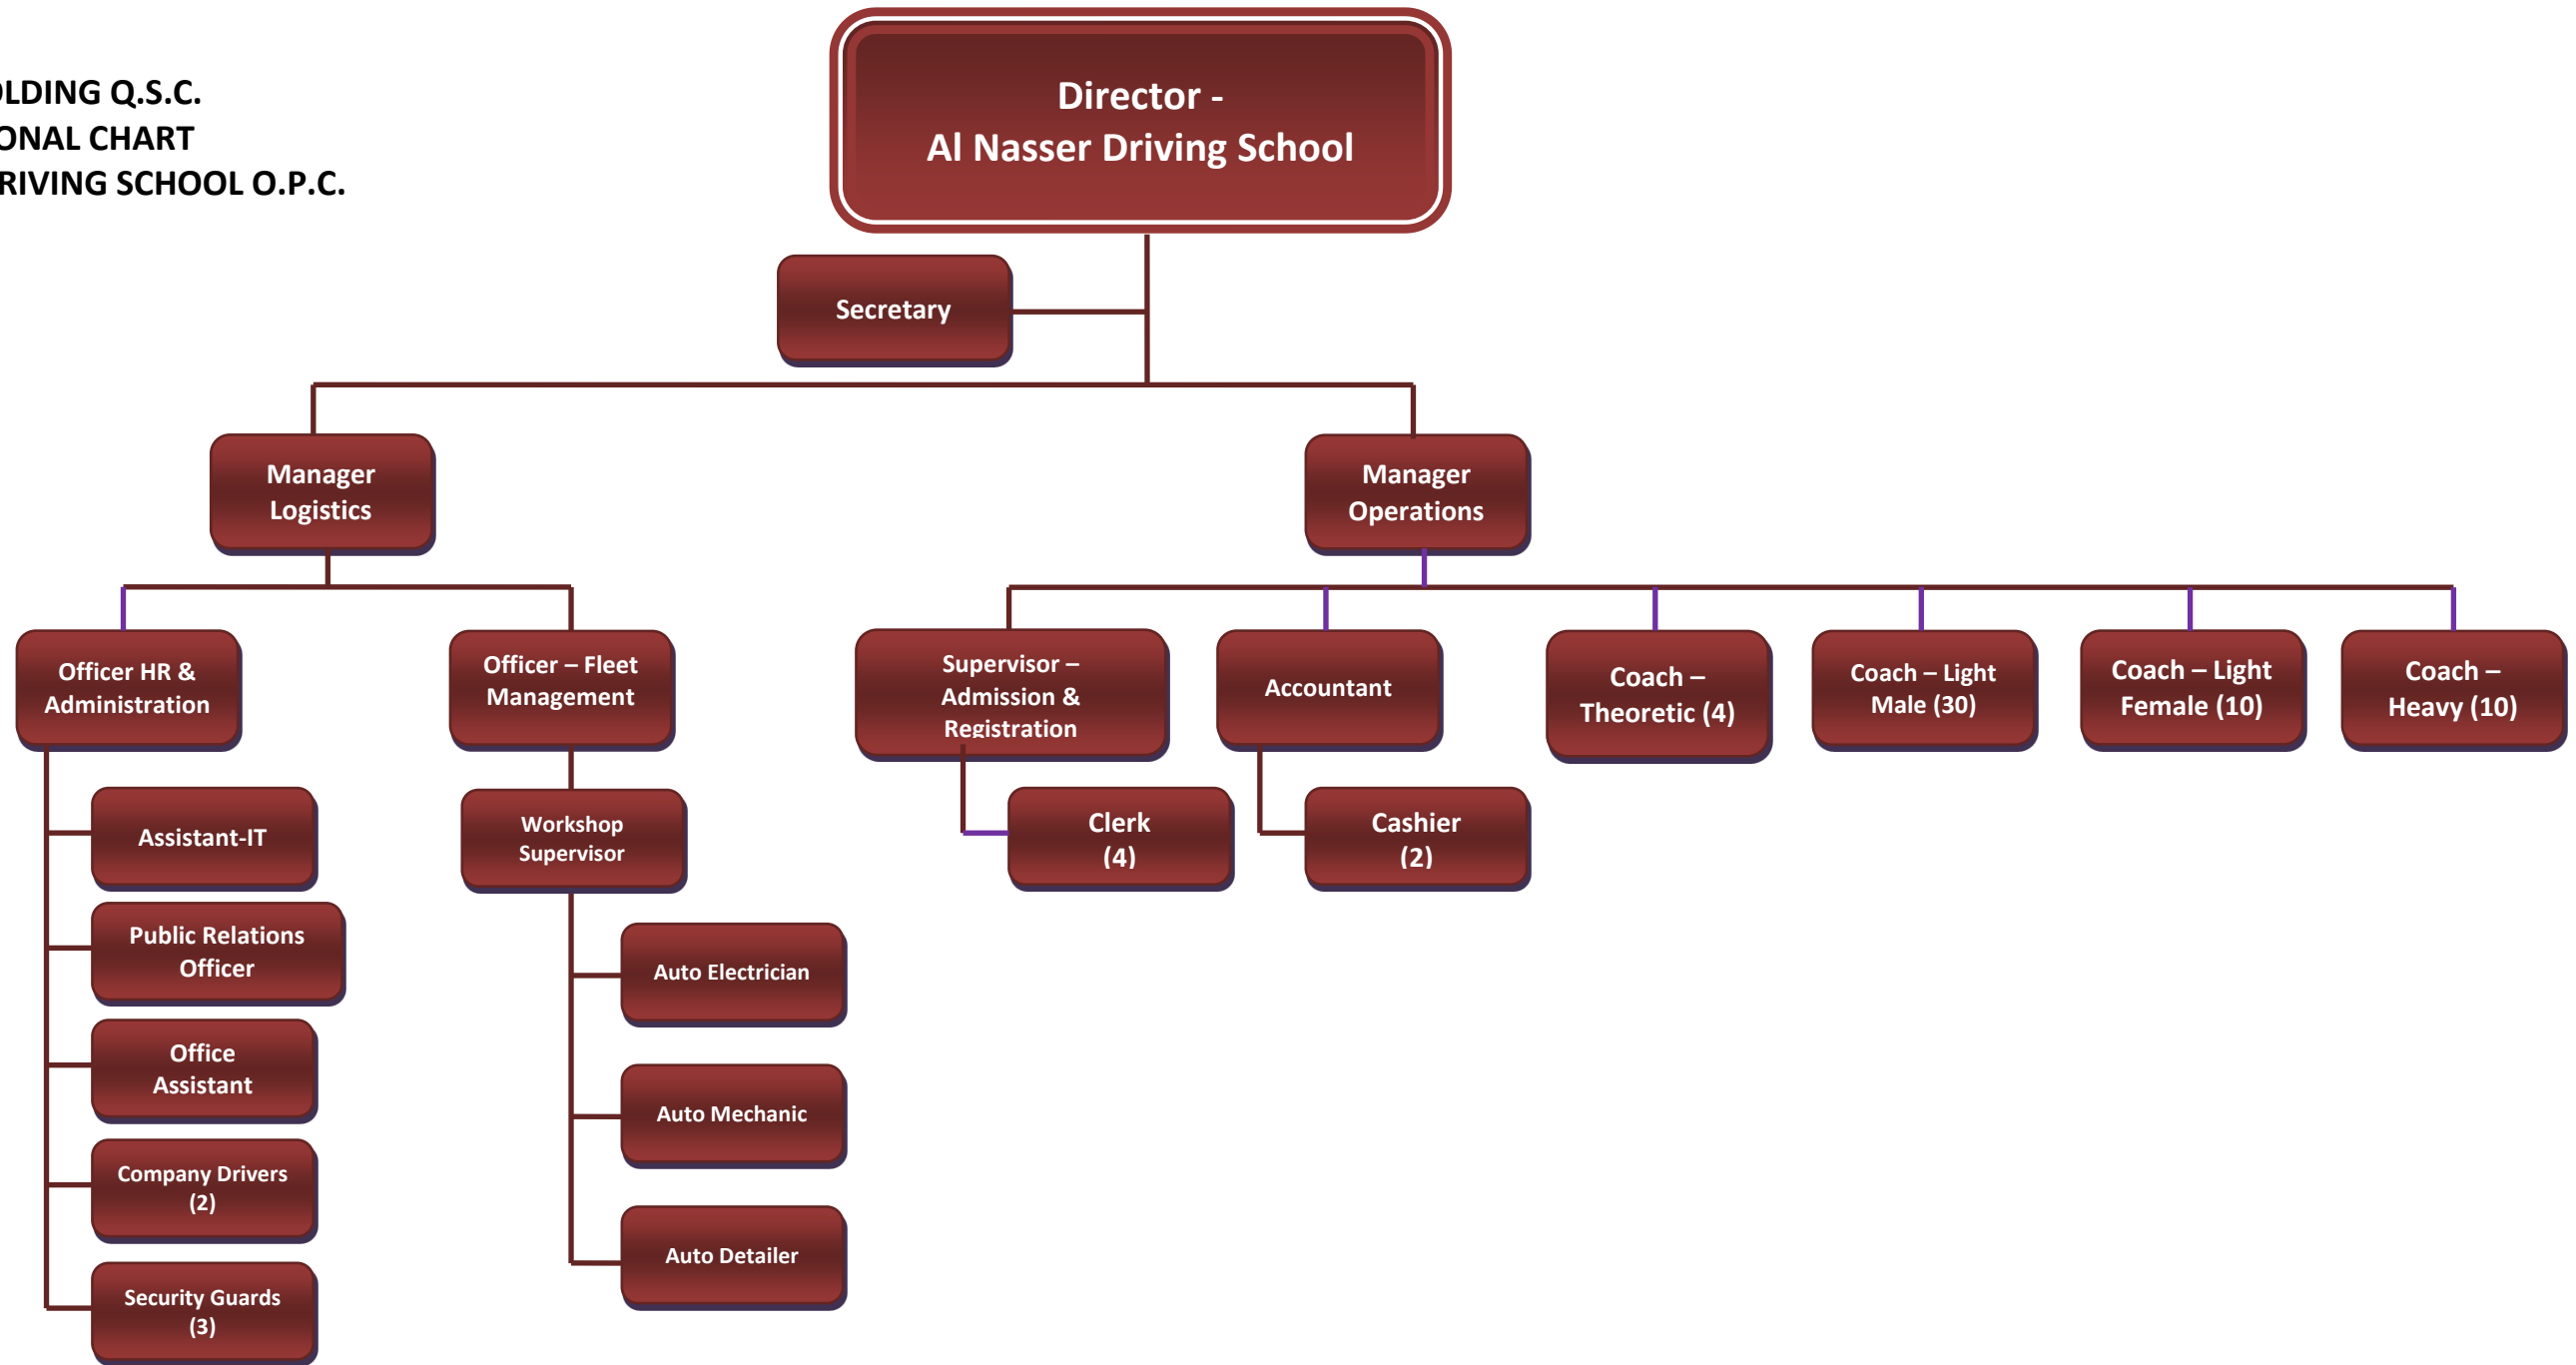 Q.S.C.
CHART
SCHOOL O.P.C.
Director -
Al Nasser Driving School
Secretary
Manager
Logistics
Manager
Operations
Officer HR &
Administration
Officer – Fleet
Management
Supervisor –
Admission &
Registration
Accountant
Coach –
Theoretic (4)
Coach – Light
Male (30)
Coach – Light
Female (10)
Coach –
Heavy (10)
Assistant-IT
Workshop
Supervisor
Clerk
(4)
Cashier
(2)
Public Relations
Officer
Auto Electrician
Office
Assistant
Auto Mechanic
Company Drivers
(2)
Auto Detailer
Security Guards
(3)